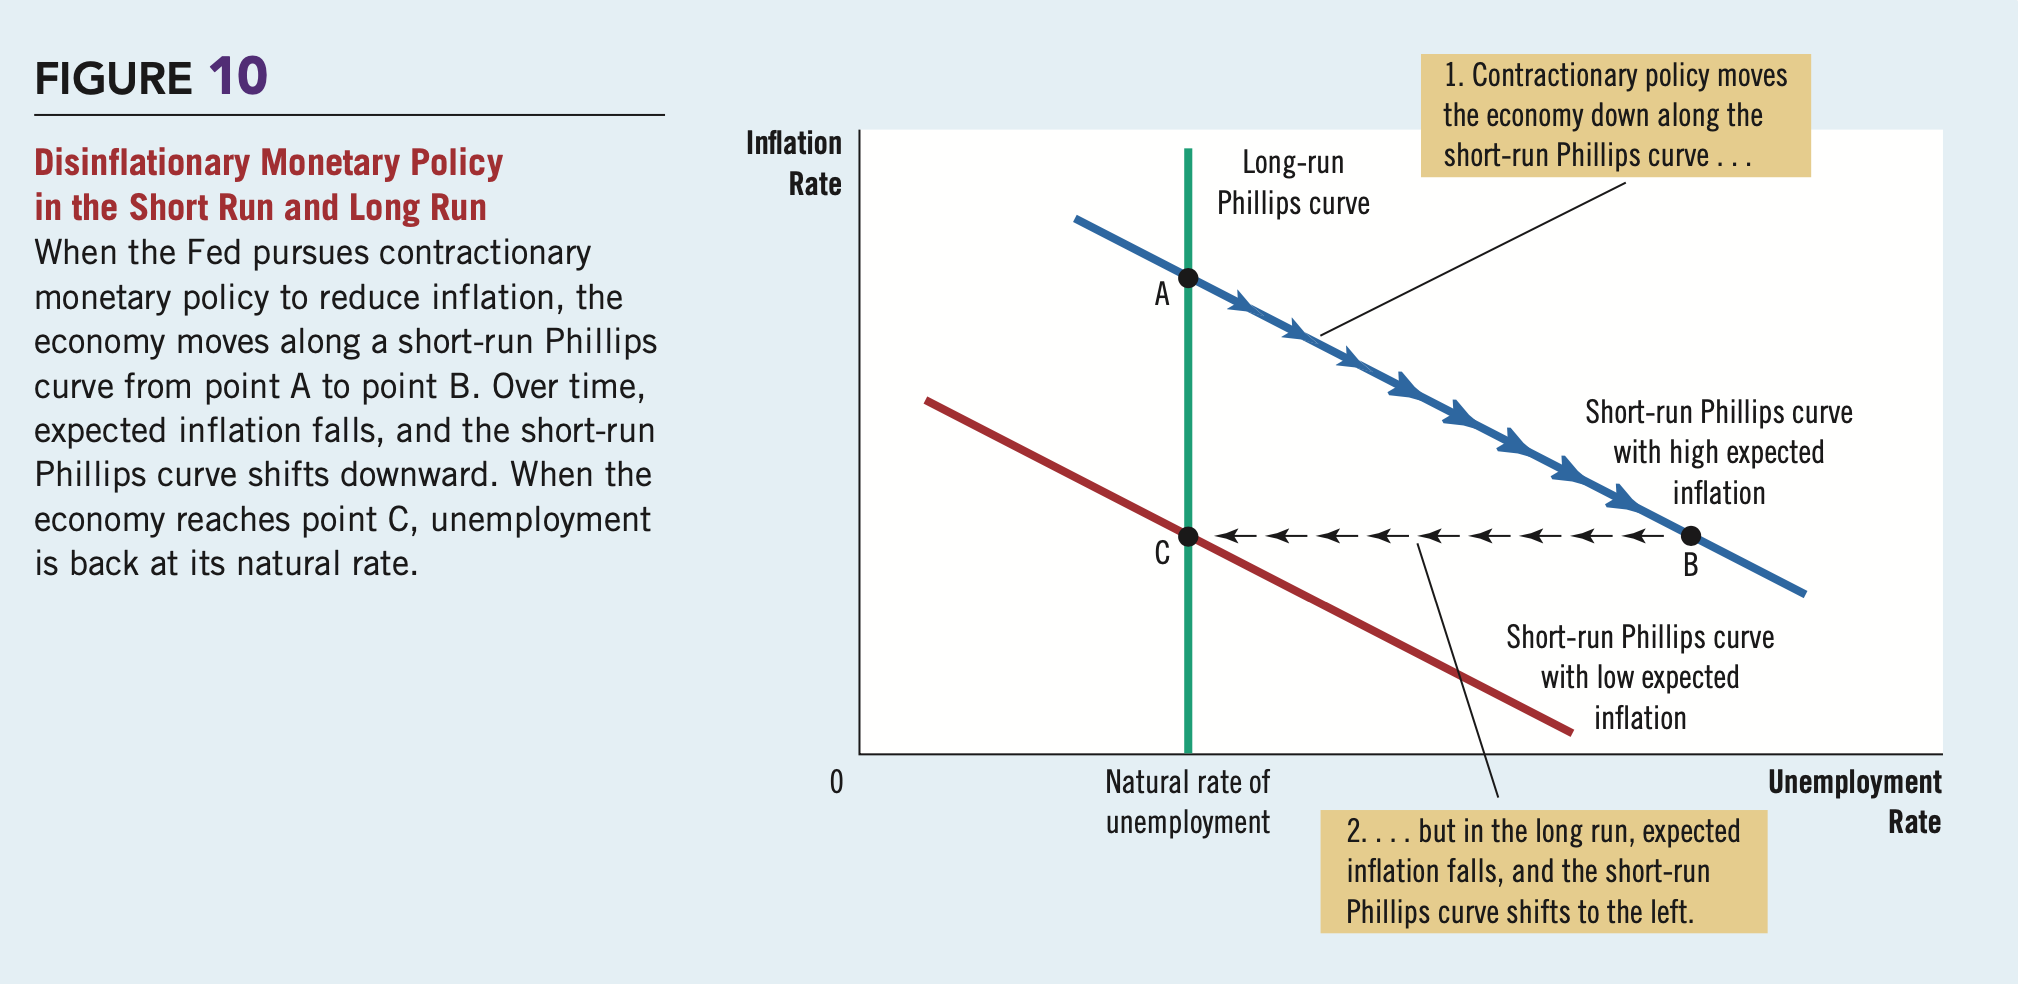 FIGURE 10
Disinflationary Monetary Policy
in the Short Run and Long Run
When the Fed pursues contractionary
monetary policy to reduce inflation, the
economy moves along a short-run Phillips
curve from point A to point B. Over time,
expected inflation falls, and the short-run
Phillips curve shifts downward. When the
economy reaches point C, unemployment
is back at its natural rate.
Inflation
Rate
Long-run
Phillips curve
1. Contractionary policy moves
the economy down along the
short-run Phillips curve . . .
A
Short-run Phillips curve
with high expected
inflation
C
B
Short-run Phillips curve
with low expected
inflation
0
Natural rate of
unemployment
Unemployment
Rate
2. . . . but in the long run, expected
inflation falls, and the short-run
Phillips curve shifts to the left.